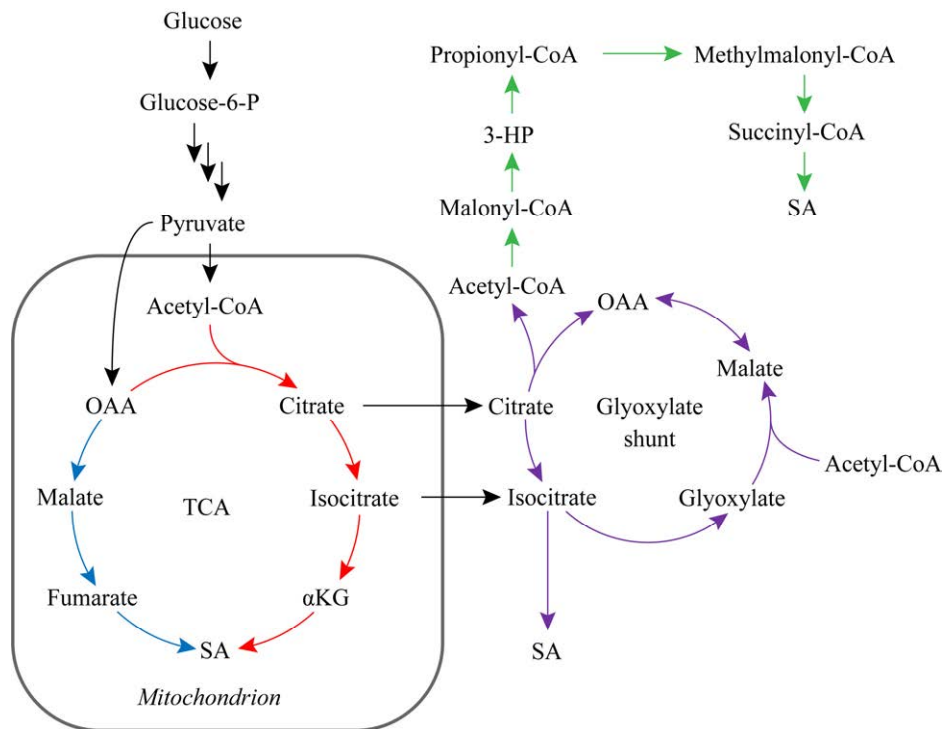 Glucose
Glucose-6-P
Pyruvate
Acetyl-CoA
OAA
Citrate
Malate
TCA
Isocitrate
Fumarate
αKG
SA
Mitochondrion
Propionyl-CoA
Methylmalonyl-CoA
3-HP
Succinyl-CoA
Malonyl-CoA
SA
Acetyl-CoA
OAA
Malate
Citrate
Glyoxylate
shunt
Acetyl-CoA
Isocitrate
Glyoxylate
SA